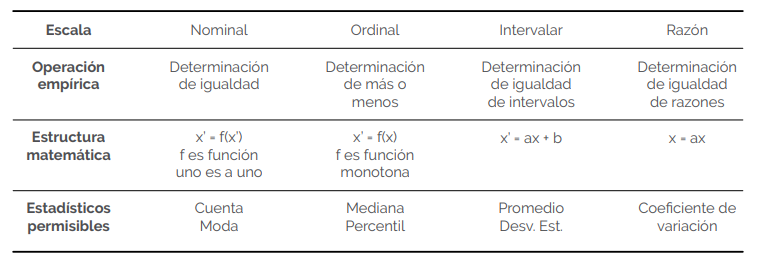 Escala Nominal Ordinal Intervalar Razón
Operación Determinación Determinación Determinación Determinación
empírica de igualdad de más o de igualdad de igualdad
menos de intervalos de razones
Estructura x' = f(x') x' = f(x) x' = ax + b x = ax
matemática f es función f es función
uno es a uno monotona
Estadísticos Cuenta Mediana Promedio Coeficiente de
permisibles Moda Percentil Desv. Est. variación